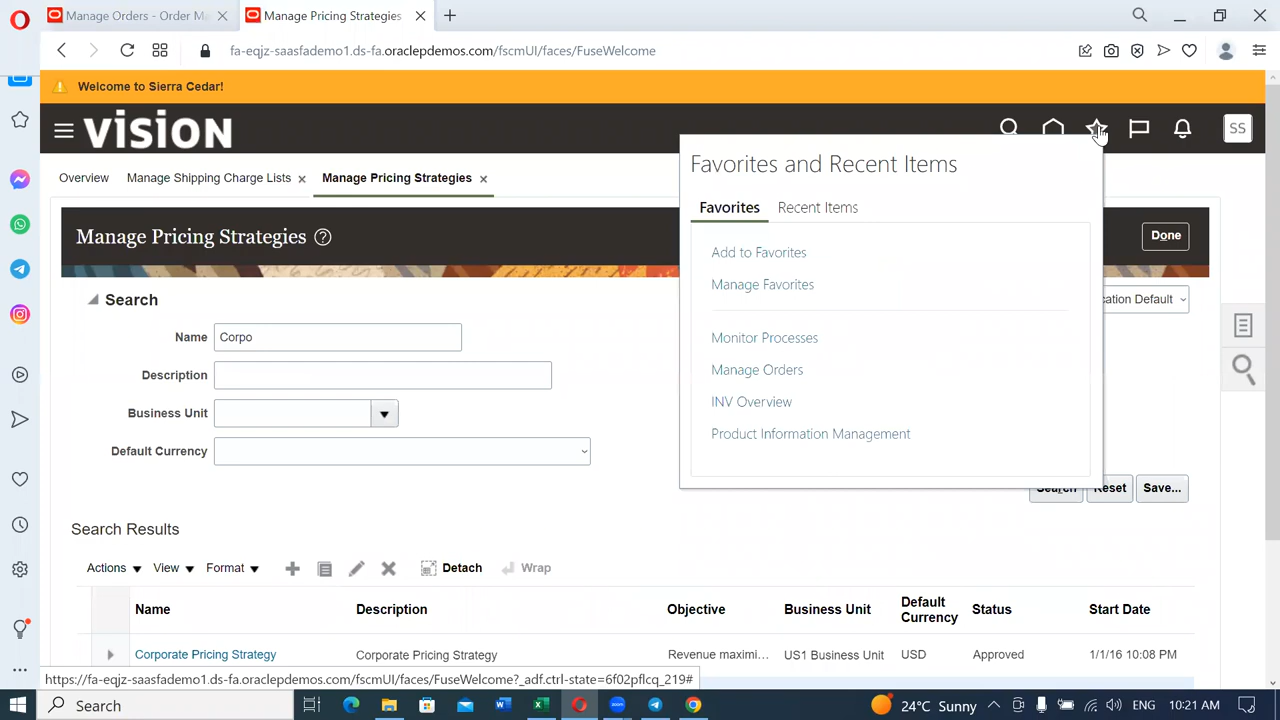 Manage Orders - Order M
Manage Pricing Strategies
fa-eqjz-saasfademo1.ds-fa.oraclepdemos.com/fscmUI/faces/FuseWelcome
Welcome to Sierra Cedar!
VISION
SS
Overview
Manage Shipping Charge Lists
Manage Pricing Strategies
Favorites and Recent Items
Favorites
Recent Items
Add to Favorites
Manage Favorites
Monitor Processes
Manage Orders
INV Overview
Product Information Management
Manage Pricing Strategies
Done
Search
cation Default
Name Corpo
Description
Business Unit
Default Currency
Search Reset Save...
Search Results
Actions View Format Detach Wrap
Name Description Objective Business Unit Default Currency Status Start Date
Corporate Pricing Strategy Corporate Pricing Strategy Revenue maximi... US1 Business Unit USD Approved 1/1/16 10:08 PM
https://fa-eqjz-saasfademo1.ds-fa.oraclepdemos.com/fscmUI/faces/FuseWelcome?_adf.ctrl-state=6f02pflcq_219#
Search
24°C Sunny
ENG 10:21 AM